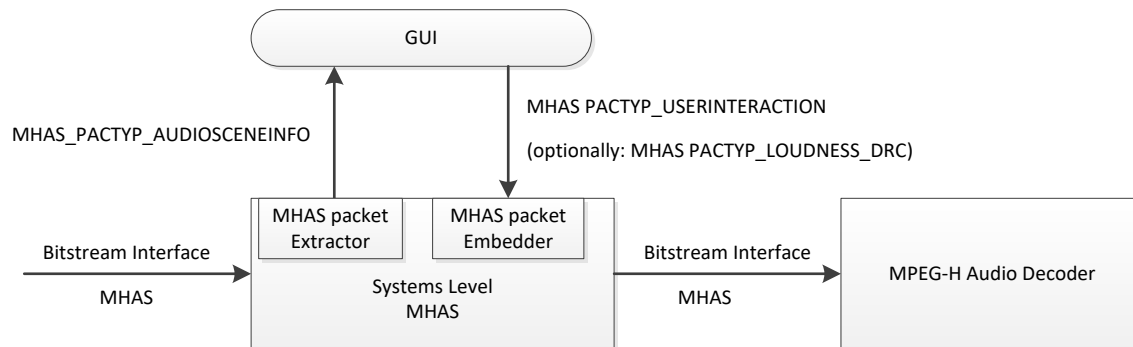 GUI
MHAS_PACTYP_AUDIOSCENEINFO
MHAS PACTYP_USERINTERACTION
(optionally: MHAS PACTYP_LOUDNESS_DRC)
MHAS packet
Extractor
MHAS packet
Embedder
Bitstream Interface
MHAS
Systems Level
MHAS
Bitstream Interface
MHAS
MPEG-H Audio Decoder